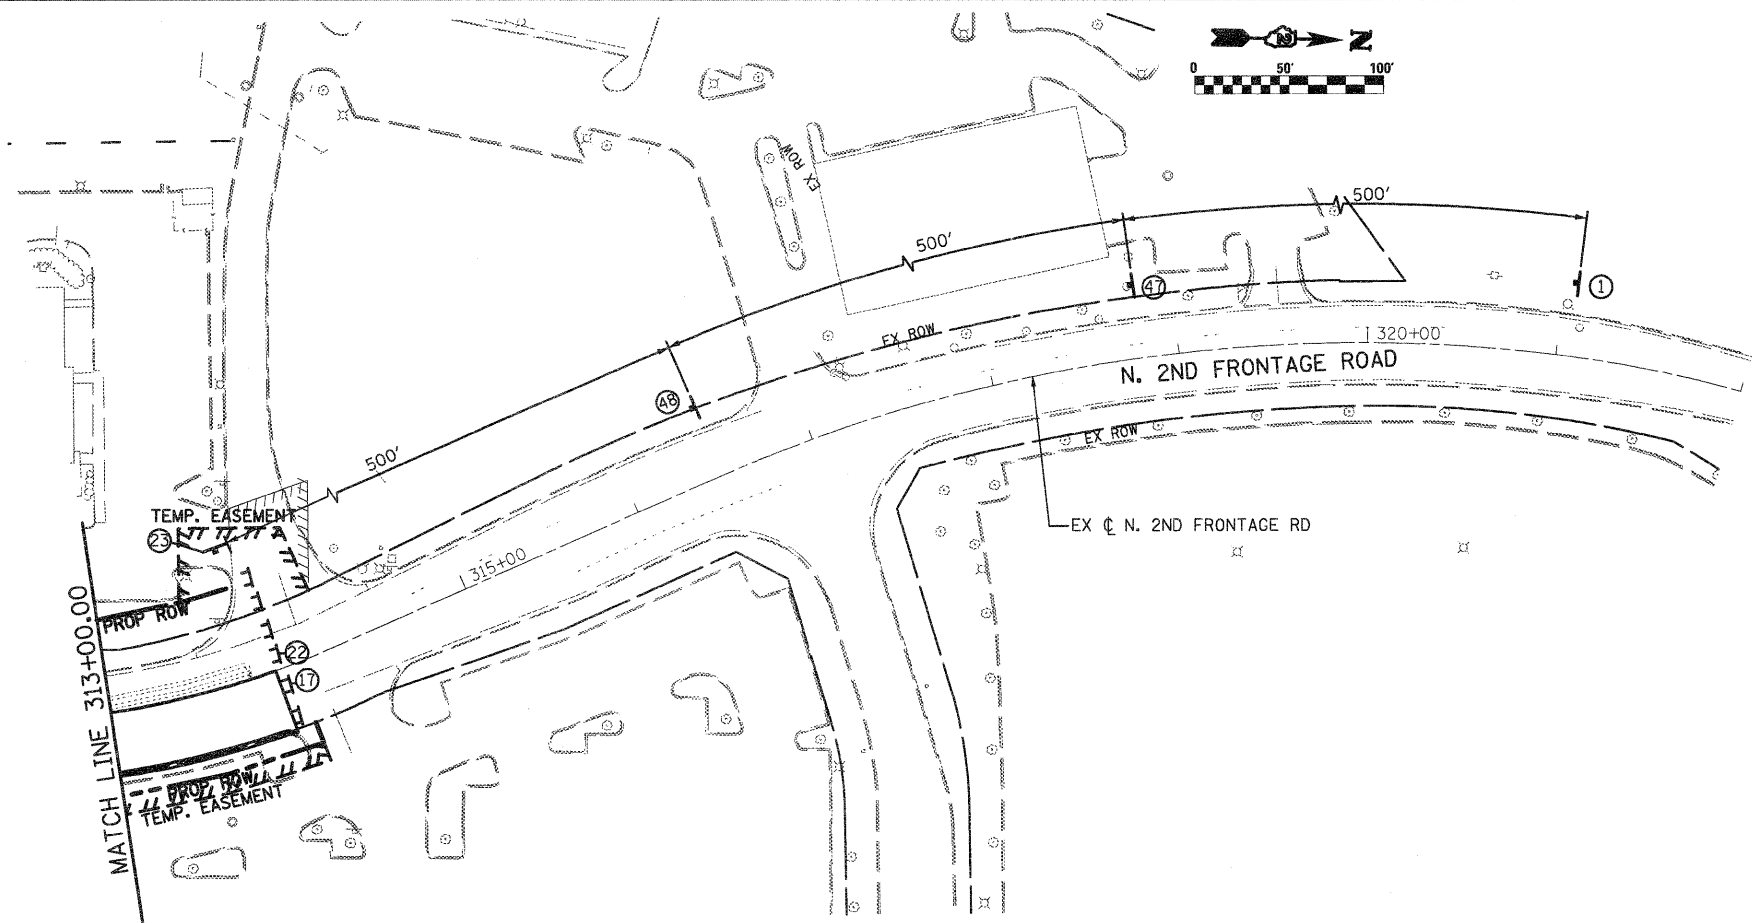 N
0 50' 100'
EX ROW
500'
500'
47
1
EX ROW
320+00
N. 2ND FRONTAGE ROAD
48
EX ROW
500'
EX ℄ N. 2ND FRONTAGE RD
TEMP. EASEMENT
23
315+00
PROP ROW
22
17
MATCH LINE 313+00.00
PROP ROW
TEMP. EASEMENT